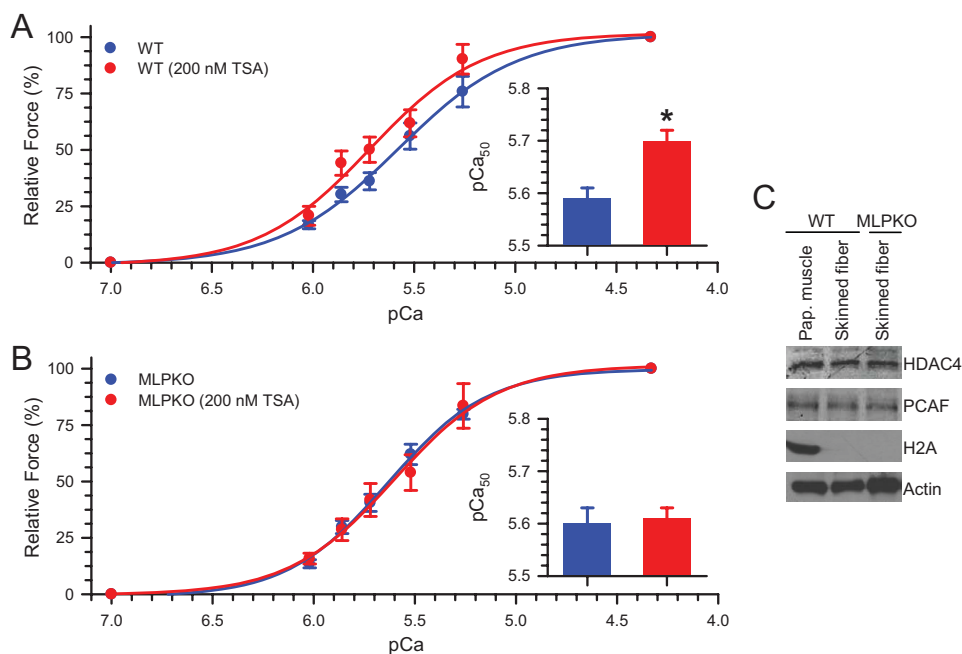 A
WT
WT (200 nM TSA)
Relative Force (%)
100
75
50
25
0
7.0
6.5
6.0
5.5
5.0
4.5
4.0
pCa
pCa50
5.8
5.7
5.6
5.5
*
B
MLPKO
MLPKO (200 nM TSA)
Relative Force (%)
100
75
50
25
0
7.0
6.5
6.0
5.5
5.0
4.5
4.0
pCa
pCa50
5.8
5.7
5.6
5.5
C
WT MLPKO
Pap. muscle
Skinned fiber
Skinned fiber
HDAC4
PCAF
H2A
Actin